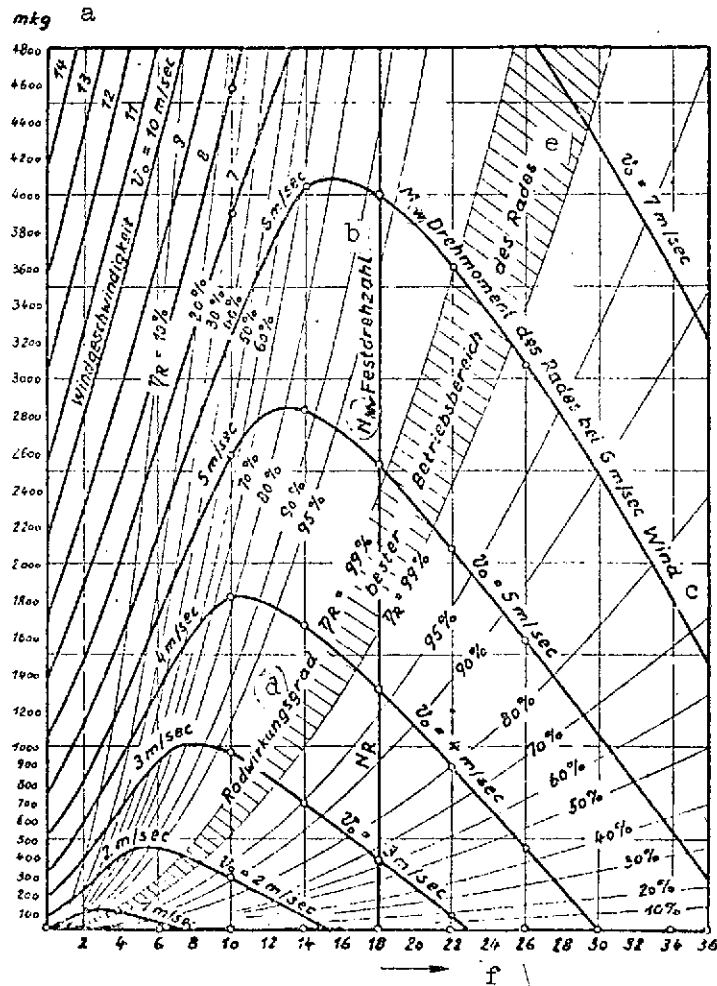 mkg a
4800
4600
4400
4200
4000
3800
3600
3400
3200
3000
2800
2600
2400
2200
2000
1800
1600
1400
1200
1000
900
800
700
600
500
400
300
200
100
14
13
12
11
v₀ = 10 m/sec
9
8
7
Windgeschwindigkeit
ηR = 10%
20%
30%
40%
50%
60%
70%
80%
90%
95%
6 m/sec
5 m/sec
4 m/sec
3 m/sec
2 m/sec
1 m/sec
b
Nw Festdrehzahl
e
Mw Drehmoment des Rades bei 6 m/sec Wind
c
v₀ = 7 m/sec
v₀ = 5 m/sec
v₀ = 4 m/sec
v₀ = 3 m/sec
v₀ = 2 m/sec
d
Radwirkungsgrad
ηR = 99%
bester Betriebsbereich des Rades
ηR = 99%
NR
95%
90%
80%
70%
60%
50%
40%
30%
20%
10%
2 4 6 8 10 12 14 16 18 20 22 24 26 28 30 32 34 36
f